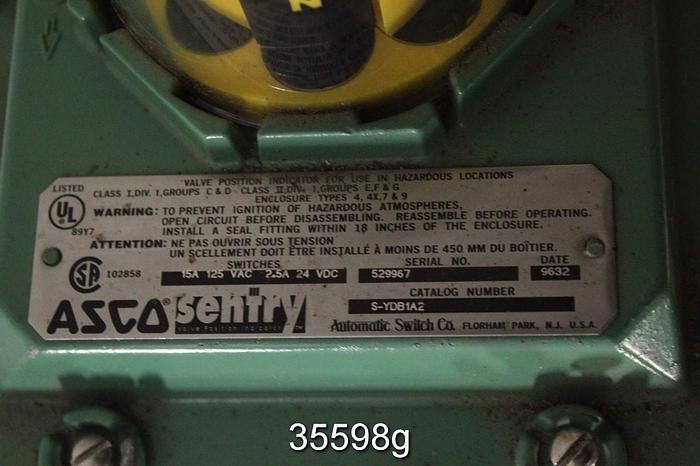 N
VALVE POSITION INDICATOR FOR USE IN HAZARDOUS LOCATIONS
LISTED
CLASS I,DIV. 1,GROUPS C & D CLASS II,DIV. 1,GROUPS E,F & G
ENCLOSURE TYPES 4, 4X,7 & 9
UL
89Y7
WARNING: TO PREVENT IGNITION OF HAZARDOUS ATMOSPHERES,
OPEN CIRCUIT BEFORE DISASSEMBLING. REASSEMBLE BEFORE OPERATING.
INSTALL A SEAL FITTING WITHIN 18 INCHES OF THE ENCLOSURE.
ATTENTION: NE PAS OUVRIR SOUS TENSION
UN SCELLEMENT DOIT ÊTRE INSTALLÉ À MOINS DE 450 MM DU BOÎTIER.
SWITCHES SERIAL NO. DATE
SA 102858 15A 125 VAC 2.5A 24 VDC 529967 9632
CATALOG NUMBER
S-YDB1A2
ASCO® sentry
Valve Position Indicator ™
Automatic Switch Co. FLORHAM PARK, N.J. U.S.A.
35598g